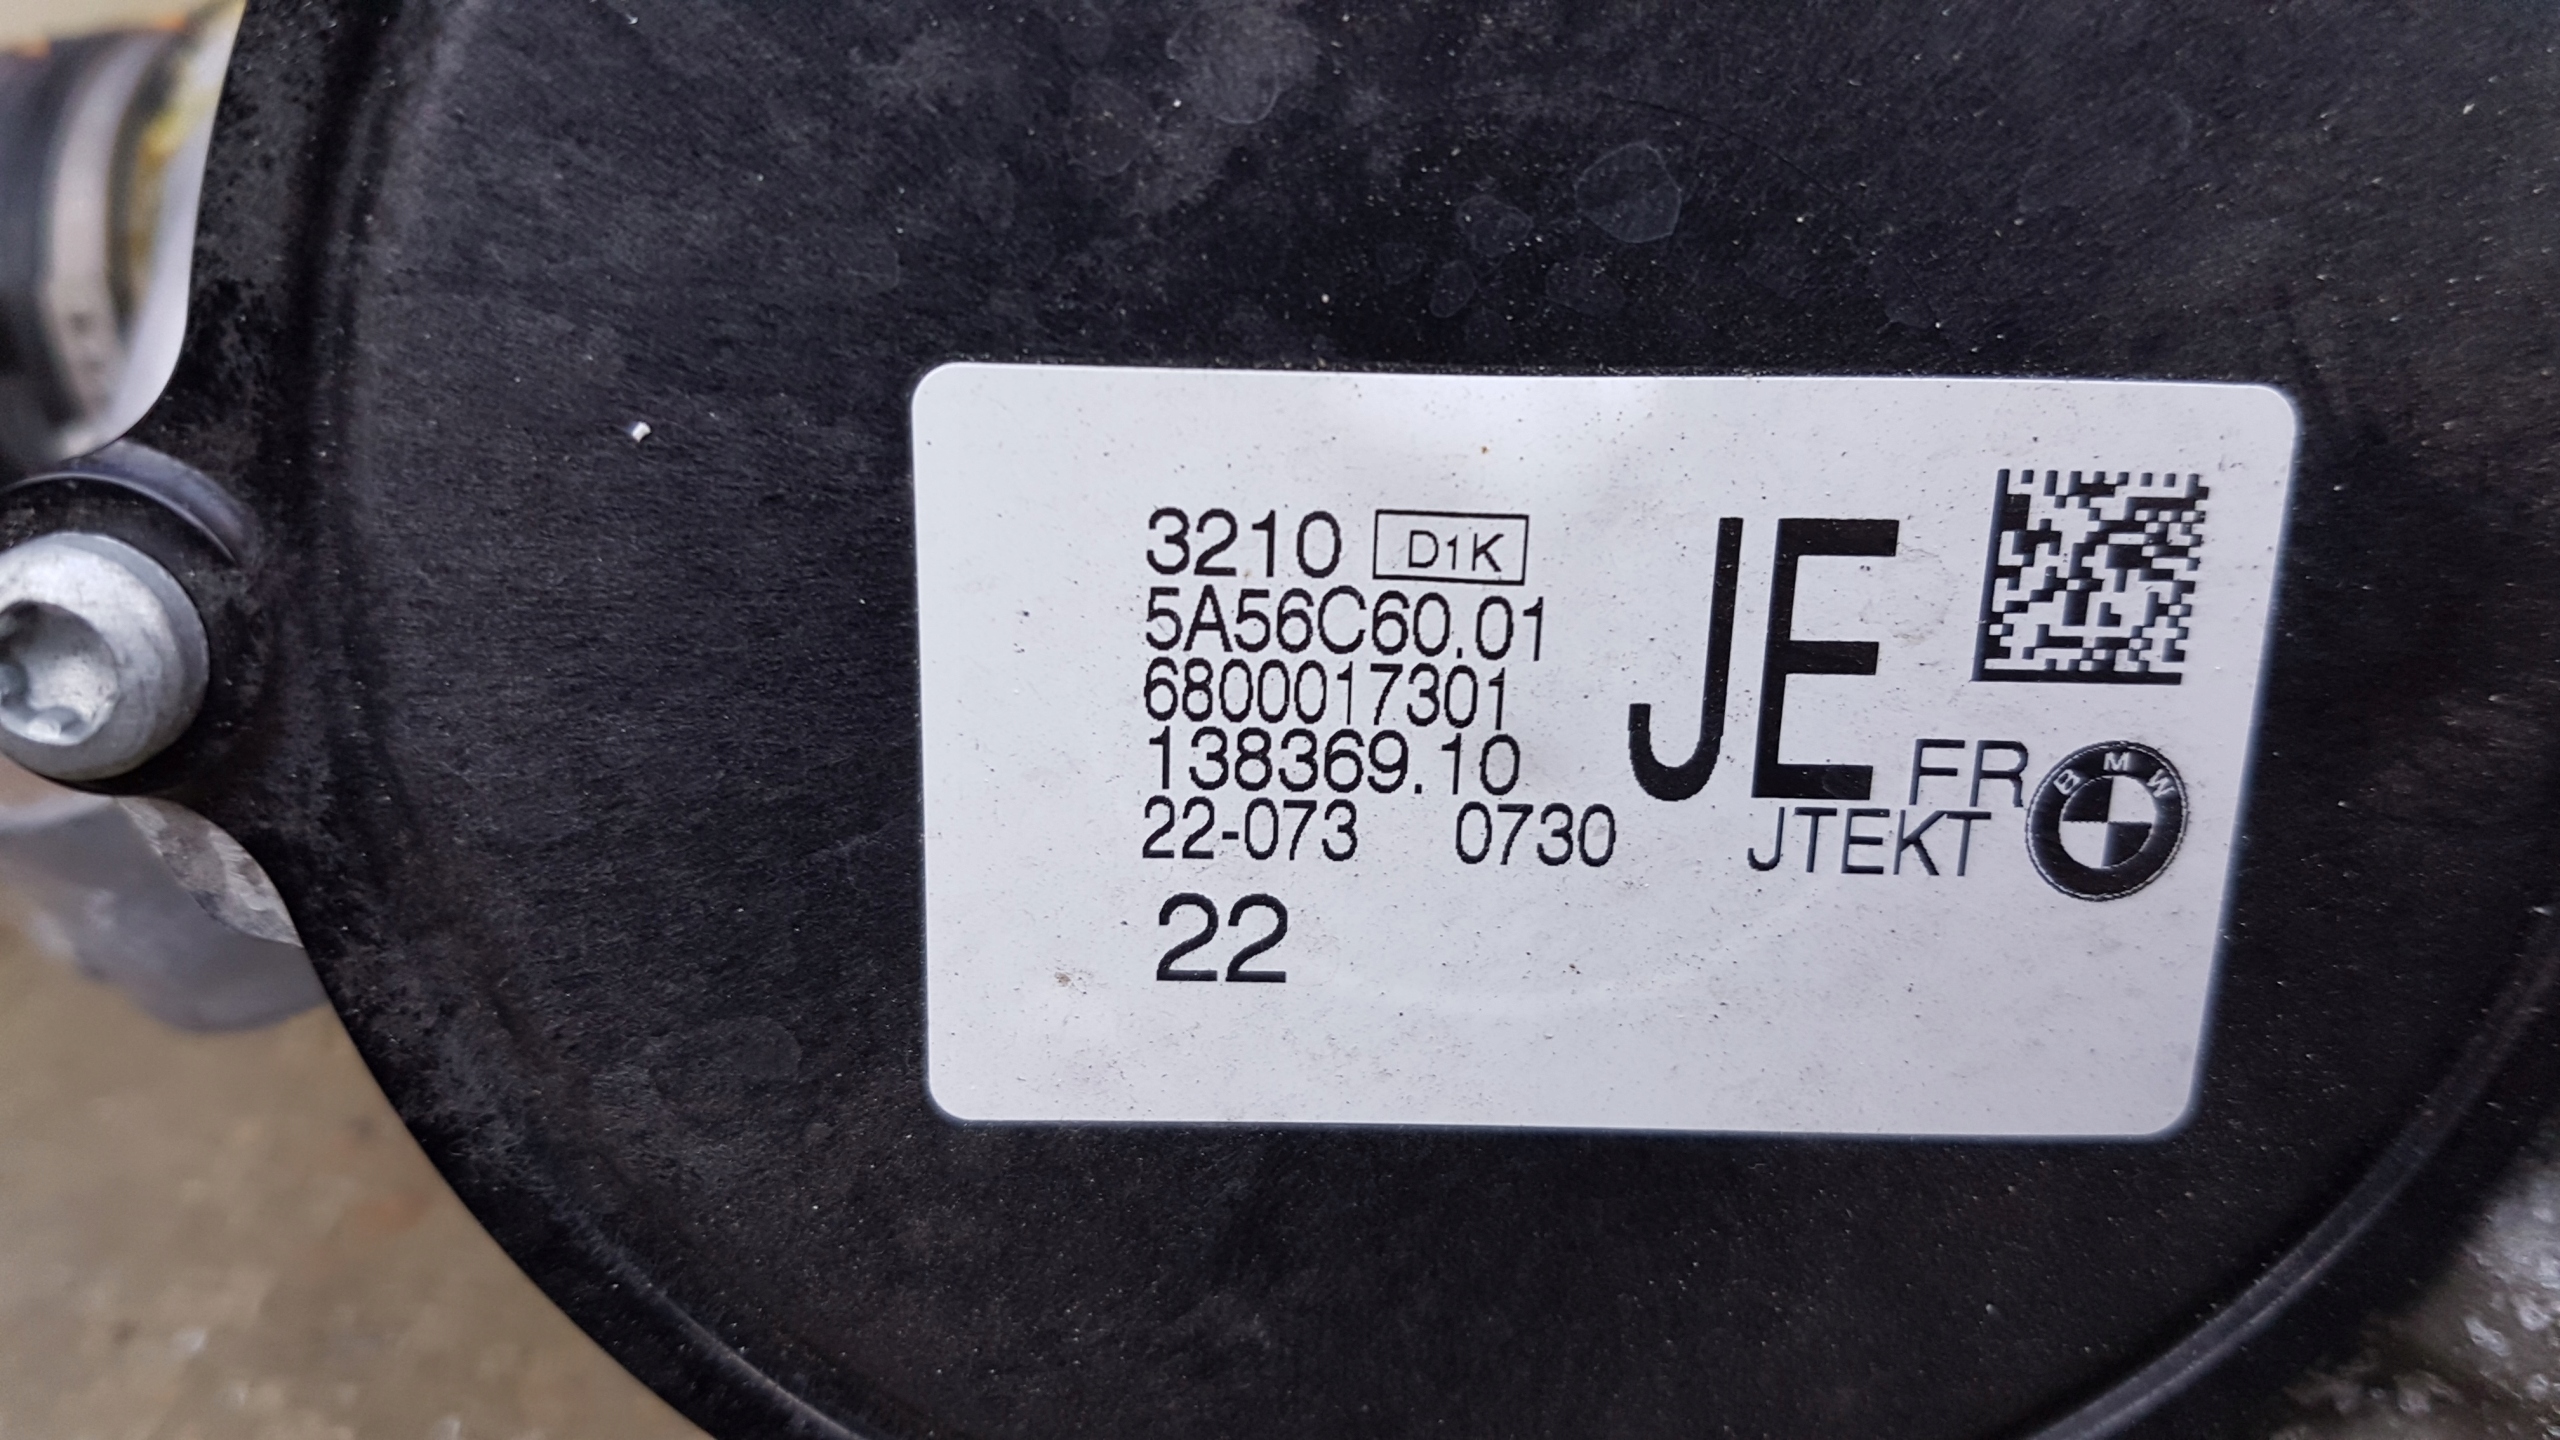 3210 D1K
5A56C60.01
6800017301
138369.10
22-073 0730
22
JE FR
JTEKT
BMW